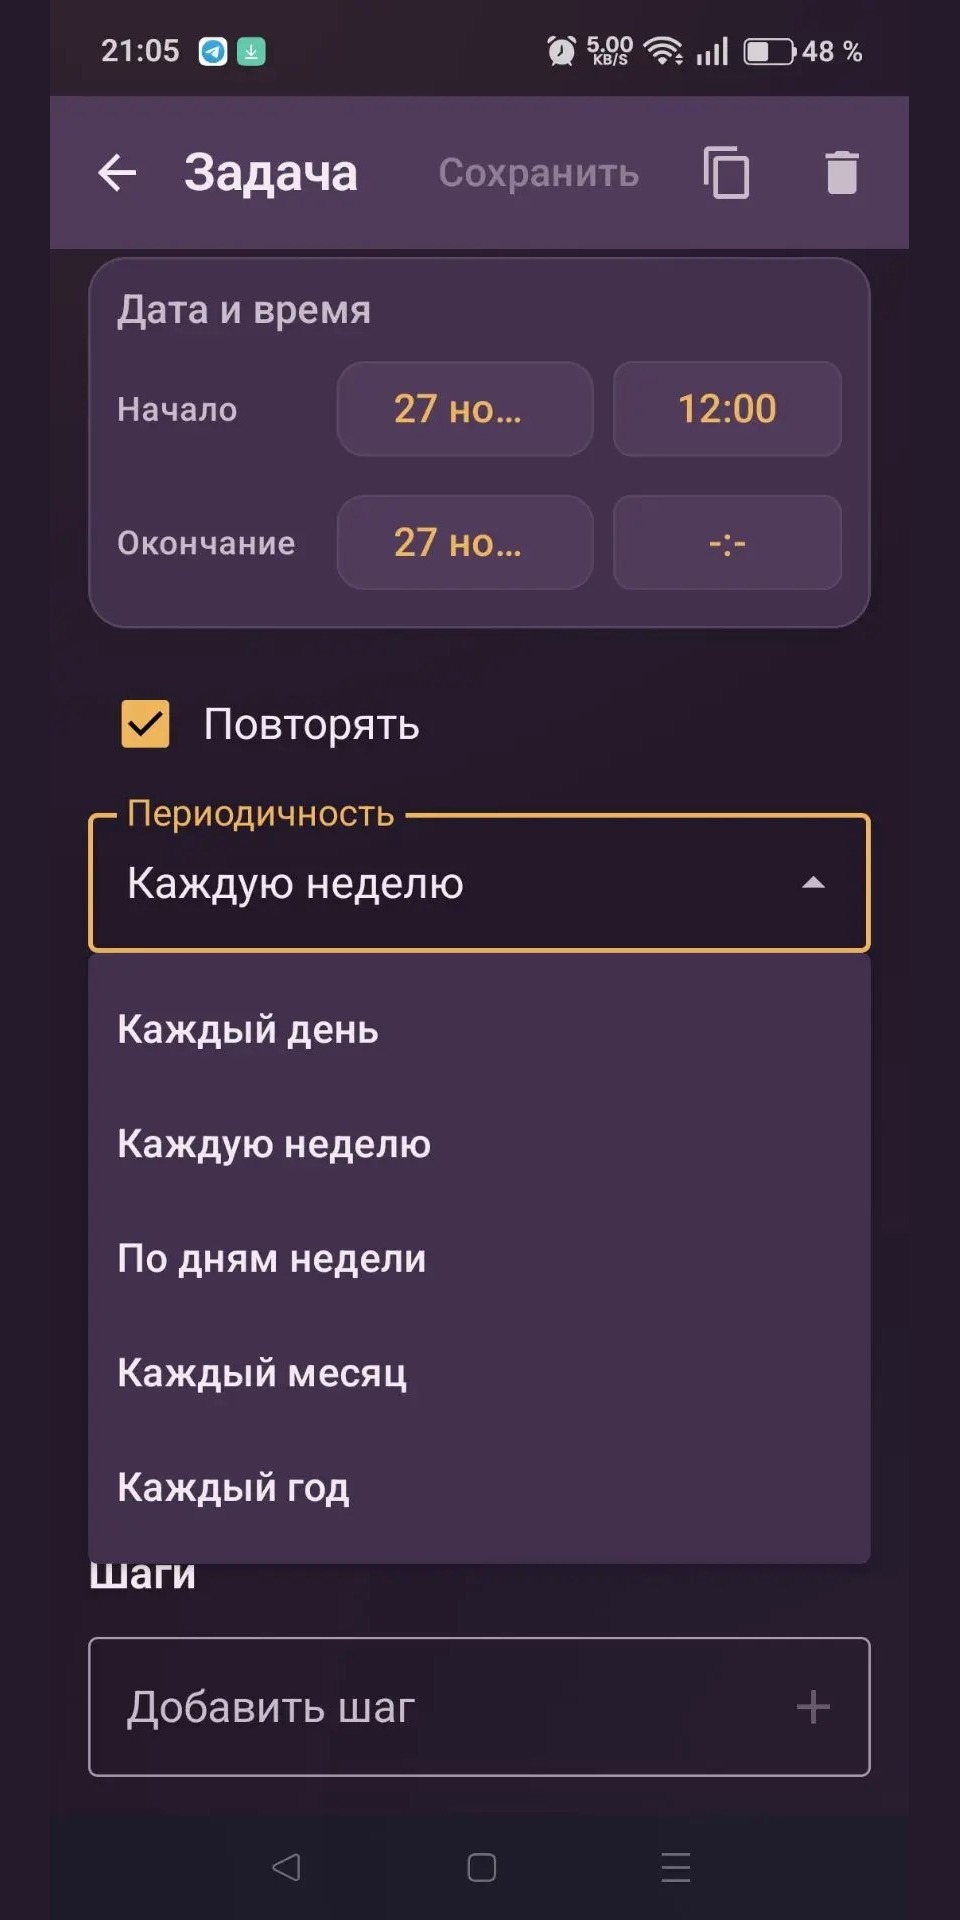 21:05 5.00 KB/S 48 %
Задача Сохранить
Дата и время
Начало 27 но... 12:00
Окончание 27 но... -:-
Повторять
Периодичность
Каждую неделю
Каждый день
Каждую неделю
По дням недели
Каждый месяц
Каждый год
Шаги
Добавить шаг